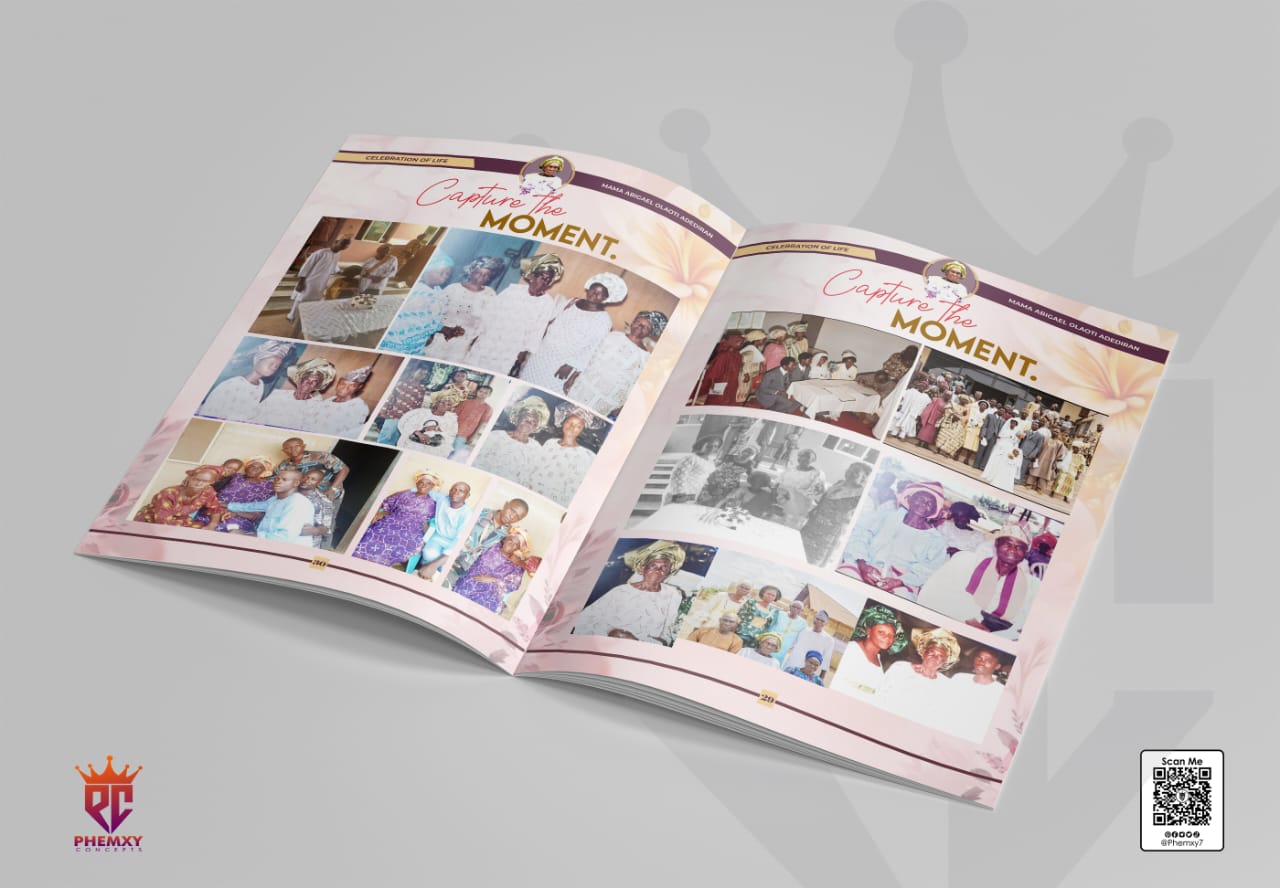 CELEBRATION OF LIFE
MAMA ABIGAEL OLAOTI ADEDIRAN
Capture the
MOMENT.
30
CELEBRATION OF LIFE
MAMA ABIGAEL OLAOTI ADEDIRAN
Capture the
MOMENT.
29
PHEMXY
CONCEPTS
Scan Me
@Phemxy7